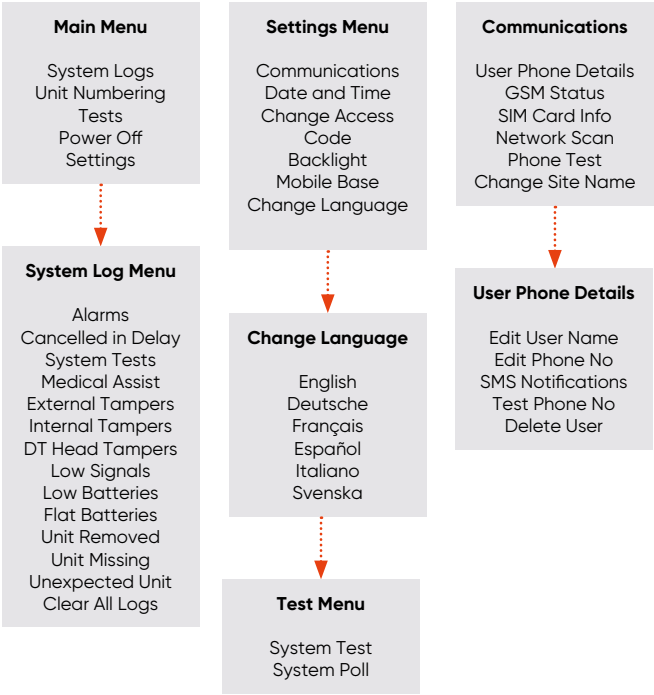 Main Menu
System Logs
Unit Numbering
Tests
Power Off
Settings
System Log Menu
Alarms
Cancelled in Delay
System Tests
Medical Assist
External Tampers
Internal Tampers
DT Head Tampers
Low Signals
Low Batteries
Flat Batteries
Unit Removed
Unit Missing
Unexpected Unit
Clear All Logs
Settings Menu
Communications
Date and Time
Change Access
Code
Backlight
Mobile Base
Change Language
Change Language
English
Deutsche
Français
Español
Italiano
Svenska
Test Menu
System Test
System Poll
Communications
User Phone Details
GSM Status
SIM Card Info
Network Scan
Phone Test
Change Site Name
User Phone Details
Edit User Name
Edit Phone No
SMS Notifications
Test Phone No
Delete User